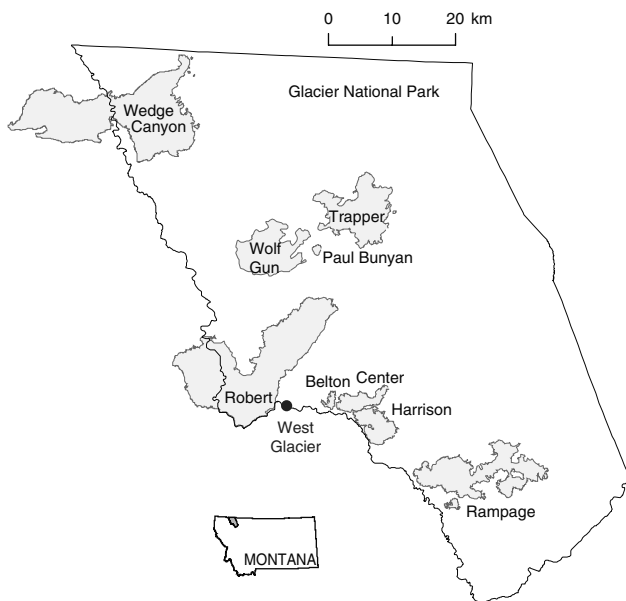 0 10 20 km
Glacier National Park
Wedge
Canyon
Trapper
Wolf
Gun
Paul Bunyan
Robert
Belton
Center
Harrison
West
Glacier
Rampage
MONTANA